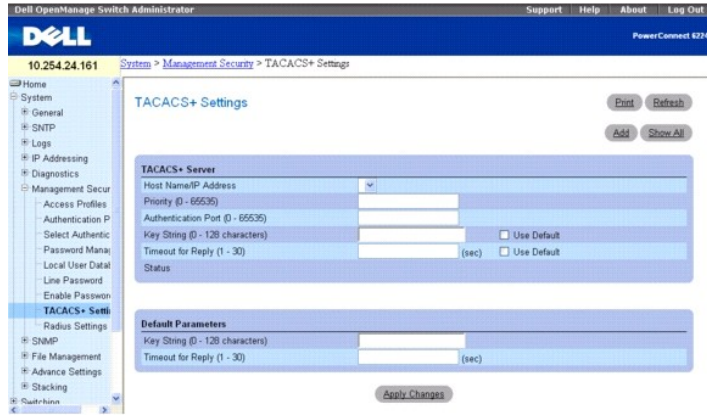 Dell OpenManage Switch Administrator Support Help About Log Out
DELL
PowerConnect 6224
10.254.24.161
System > Management Security > TACACS+ Settings
Home
System
General
SNTP
Logs
IP Addressing
Diagnostics
Management Secur
Access Profiles
Authentication P
Select Authentic
Password Manag
Local User Datab
Line Password
Enable Passwor
TACACS+ Setti
Radius Settings
SNMP
File Management
Advance Settings
Stacking
Switching
TACACS+ Settings
Print Refresh
Add Show All
TACACS+ Server
Host Name/IP Address
Priority (0 - 65535)
Authentication Port (0 - 65535)
Key String (0 - 128 characters) Use Default
Timeout for Reply (1 - 30) (sec) Use Default
Status
Default Parameters
Key String (0 - 128 characters)
Timeout for Reply (1 - 30) (sec)
Apply Changes